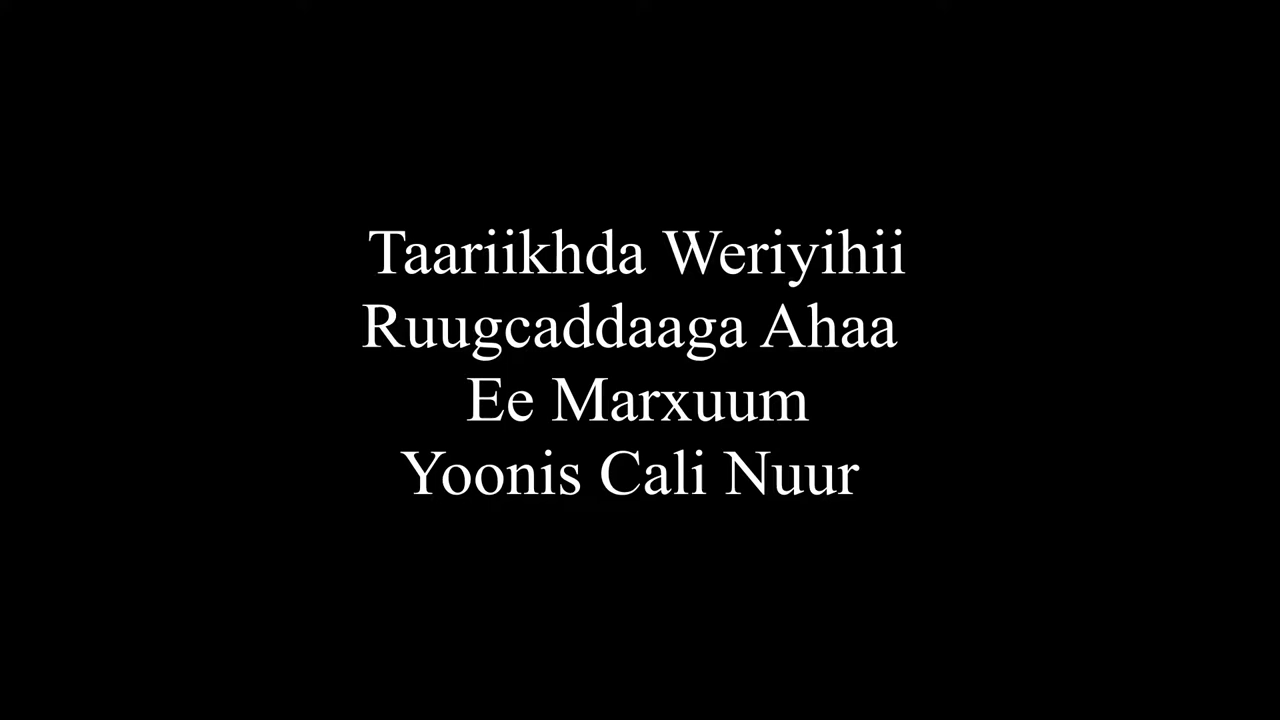 Taariikhda Weriyihii
Ruugcaddaaga Ahaa
Ee Marxuum
Yoonis Cali Nuur